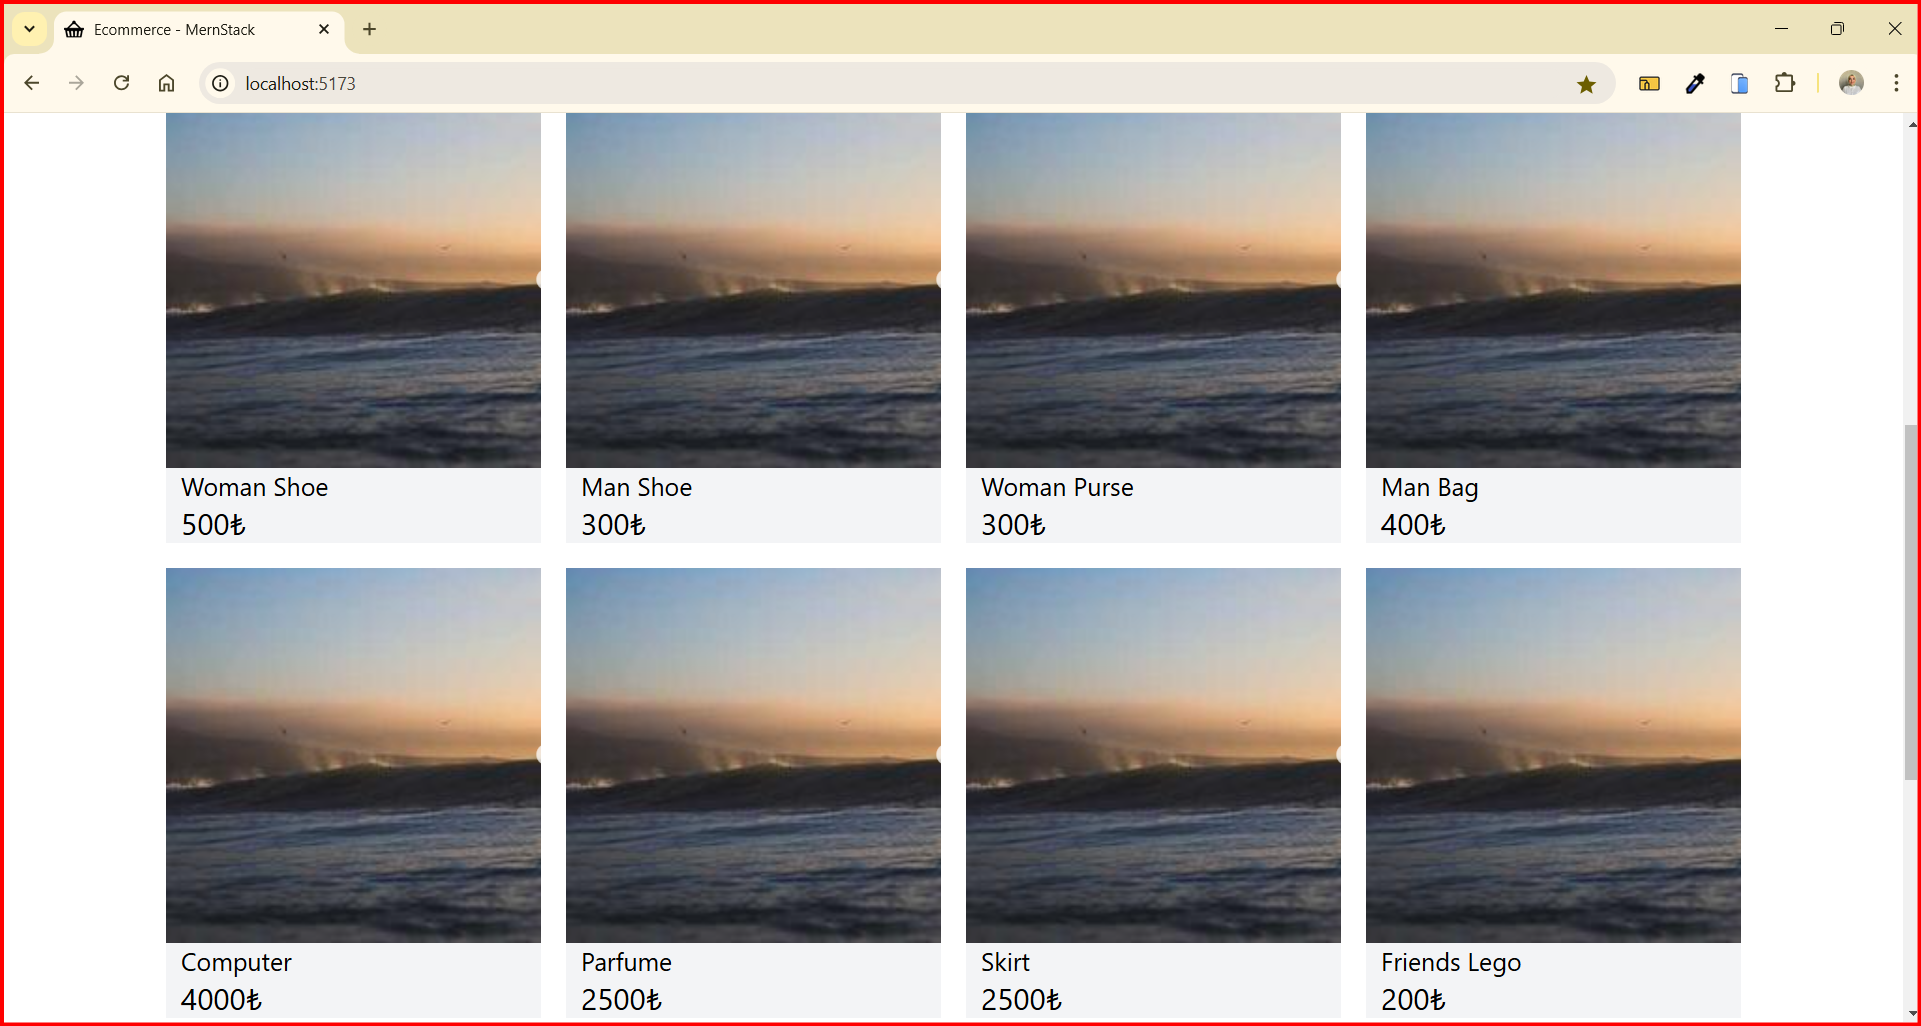 Ecommerce - MernStack
localhost:5173
Woman Shoe
500₺
Man Shoe
300₺
Woman Purse
300₺
Man Bag
400₺
Computer
4000₺
Parfume
2500₺
Skirt
2500₺
Friends Lego
200₺